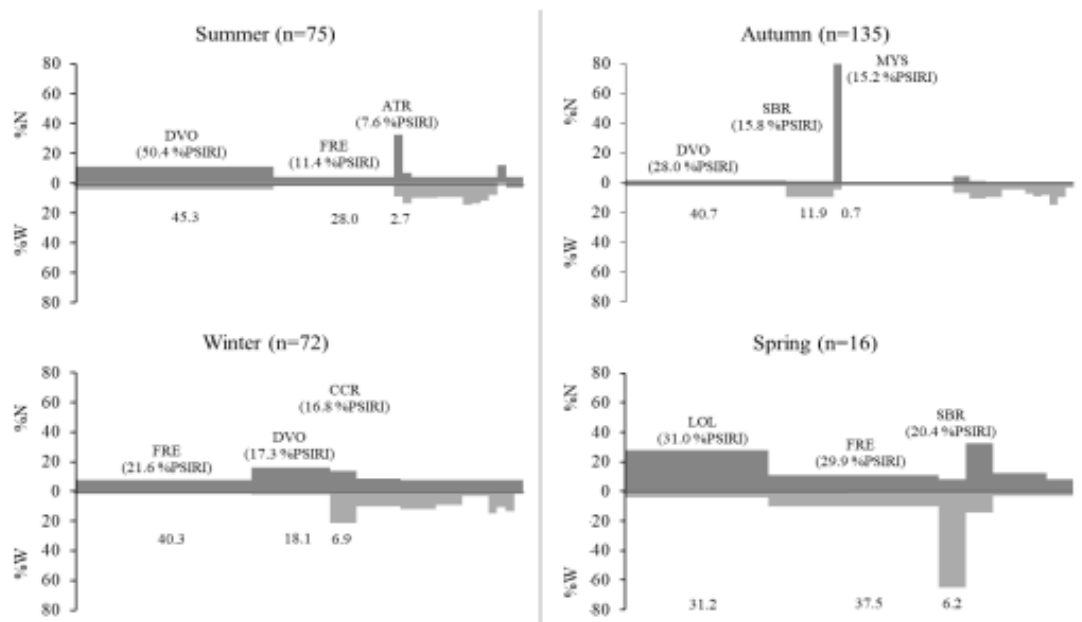 Summer (n=75)
80
60
40
20
0
20
40
60
80
%N
%W
DVO
(50.4 %PSIRI)
FRE
(11.4 %PSIRI)
ATR
(7.6 %PSIRI)
45.3
28.0
2.7
Autumn (n=135)
80
60
40
20
0
20
40
60
80
%N
%W
DVO
(28.0 %PSIRI)
SBR
(15.8 %PSIRI)
MYS
(15.2 %PSIRI)
40.7
11.9
0.7
Winter (n=72)
80
60
40
20
0
20
40
60
80
%N
%W
FRE
(21.6 %PSIRI)
DVO
(17.3 %PSIRI)
CCR
(16.8 %PSIRI)
40.3
18.1
6.9
Spring (n=16)
80
60
40
20
0
20
40
60
80
%N
%W
LOL
(31.0 %PSIRI)
FRE
(29.9 %PSIRI)
SBR
(20.4 %PSIRI)
31.2
37.5
6.2